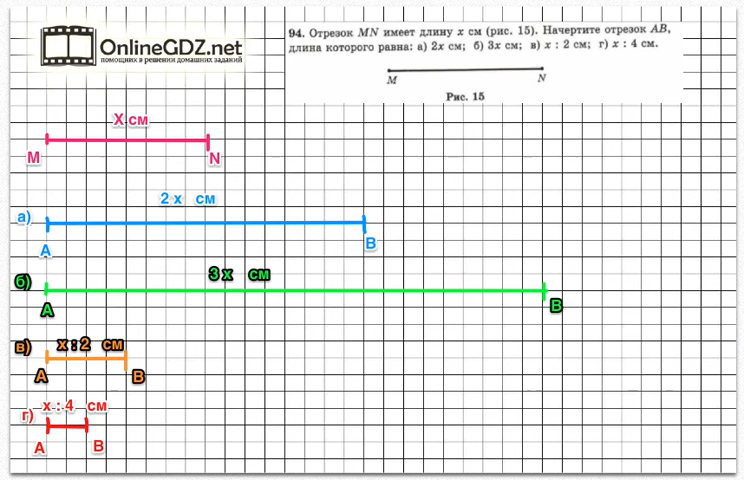 OnlineGDZ.net
помощник в решении домашних заданий
94. Отрезок MN имеет длину x см (рис. 15). Начертите отрезок AB,
длина которого равна: а) 2x см; б) 3x см; в) x : 2 см; г) x : 4 см.
M N
Рис. 15
X см
M N
2 x см
а)
A B
3 x см
б)
A B
x : 2 см
в)
A B
x : 4 см
г)
A B